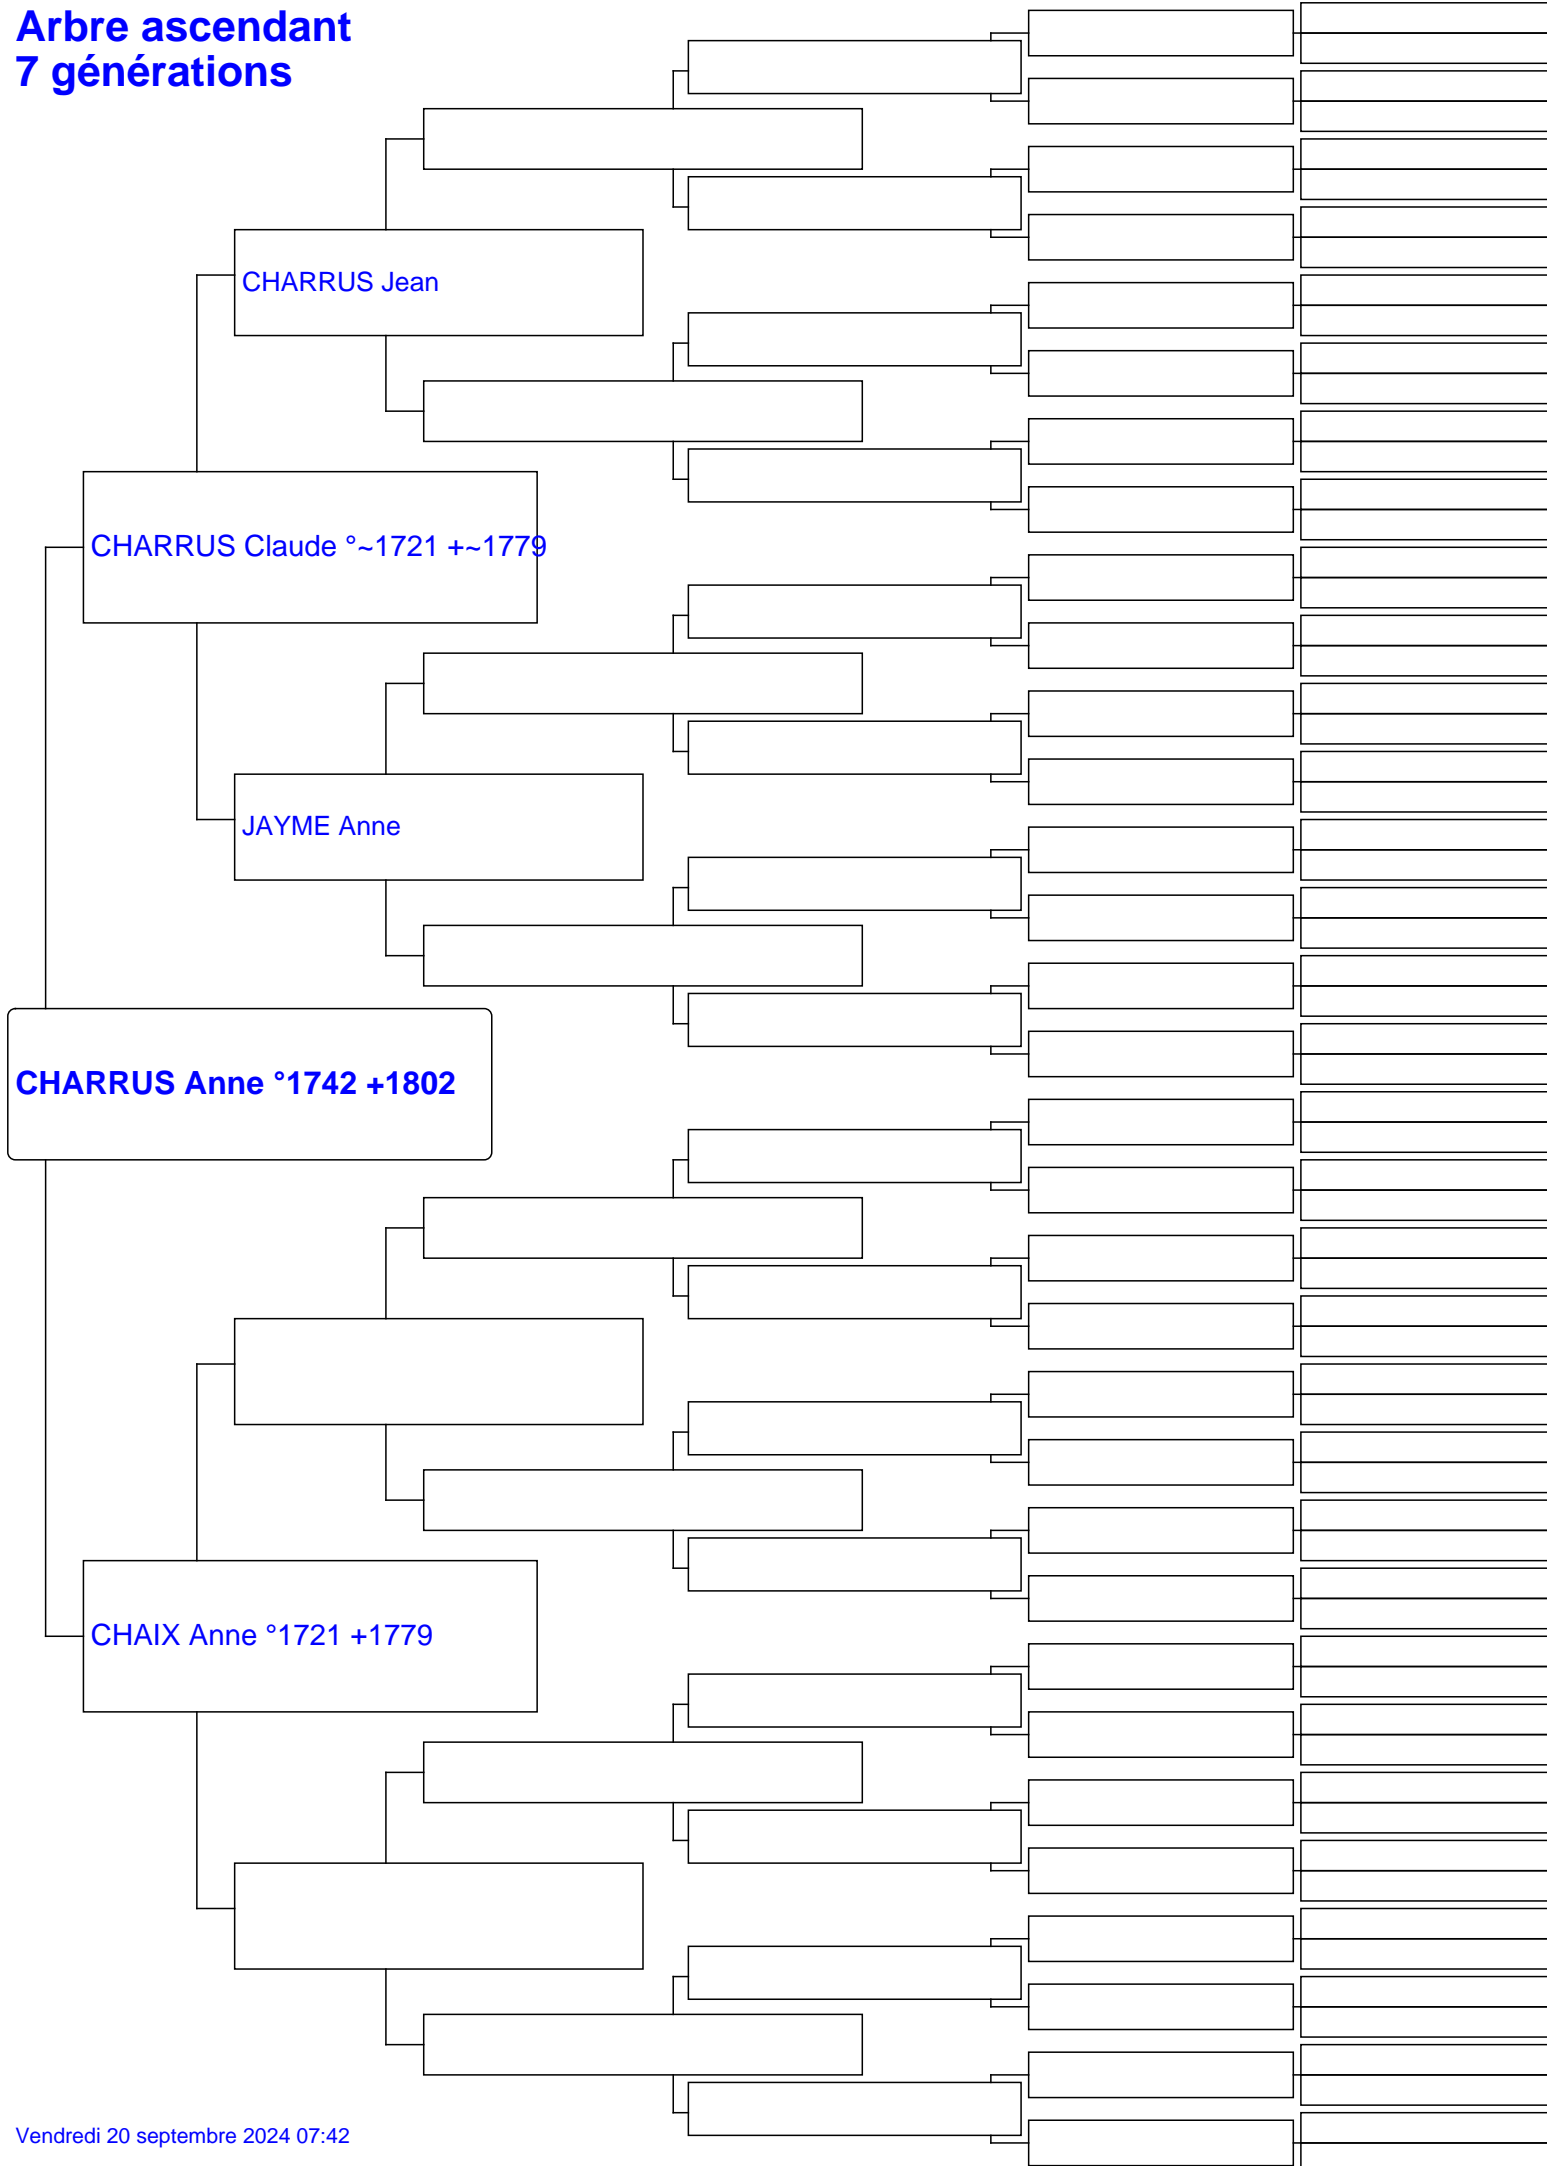 Arbre ascendant
7 générations
CHARRUS Jean
CHARRUS Claude °~1721 +~1779
JAYME Anne
CHARRUS Anne °1742 +1802
CHAIX Anne °1721 +1779
Vendredi 20 septembre 2024 07:42